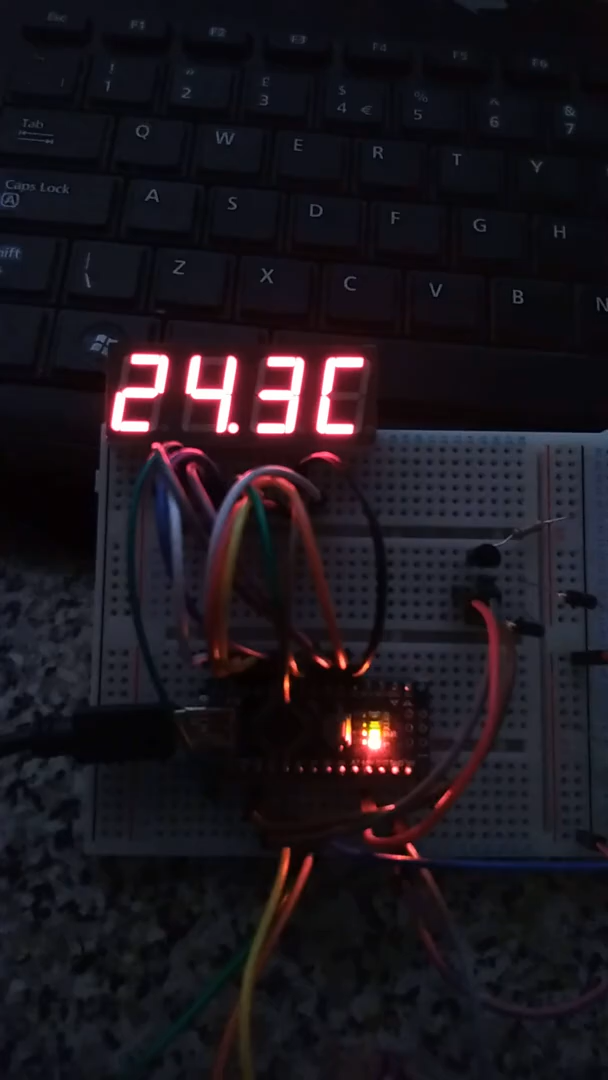 Esc F1 F2 F3 F4 F5 F6
! 1 " 2 £ 3 $ 4 € % 5 ^ 6 & 7
Tab Q W E R T Y
Caps Lock A A S D F G H
Shift | \ Z X C V B N
24.3C